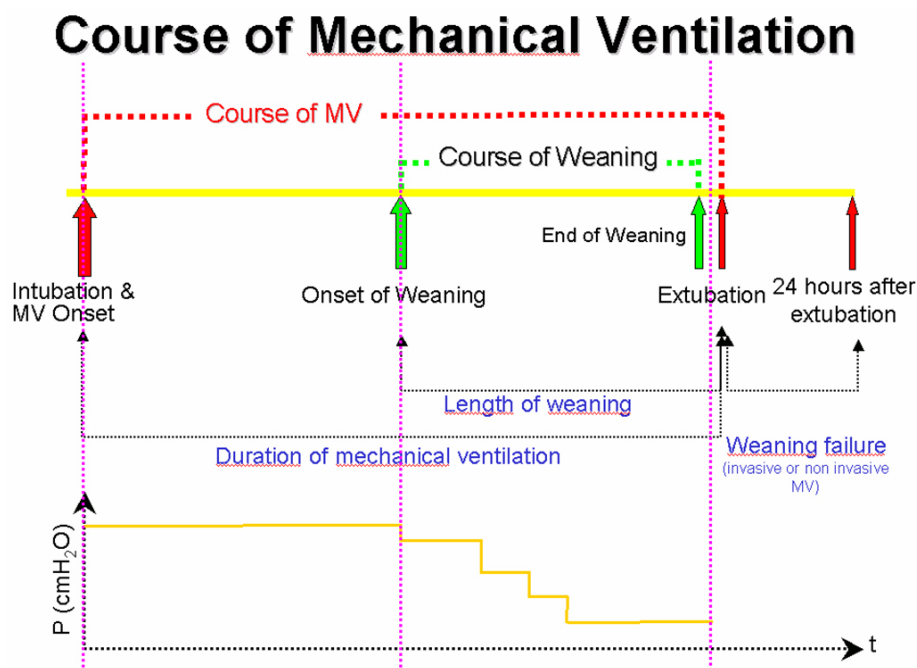 Course of Mechanical Ventilation
Course of MV
Course of Weaning
End of Weaning
Intubation &
MV Onset
Onset of Weaning
Extubation
24 hours after
extubation
Length of weaning
Duration of mechanical ventilation
Weaning failure
(invasive or non invasive
MV)
P (cmH₂O)
t